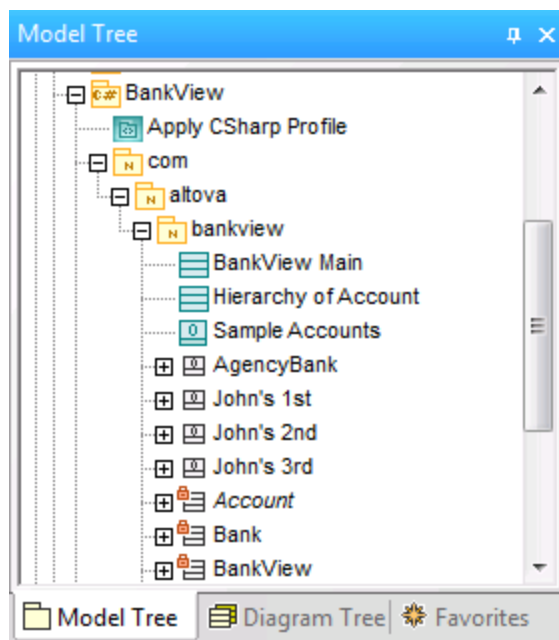 Model Tree
BankView
Apply CSharp Profile
com
altova
bankview
BankView Main
Hierarchy of Account
Sample Accounts
AgencyBank
John's 1st
John's 2nd
John's 3rd
Account
Bank
BankView
Model Tree Diagram Tree Favorites